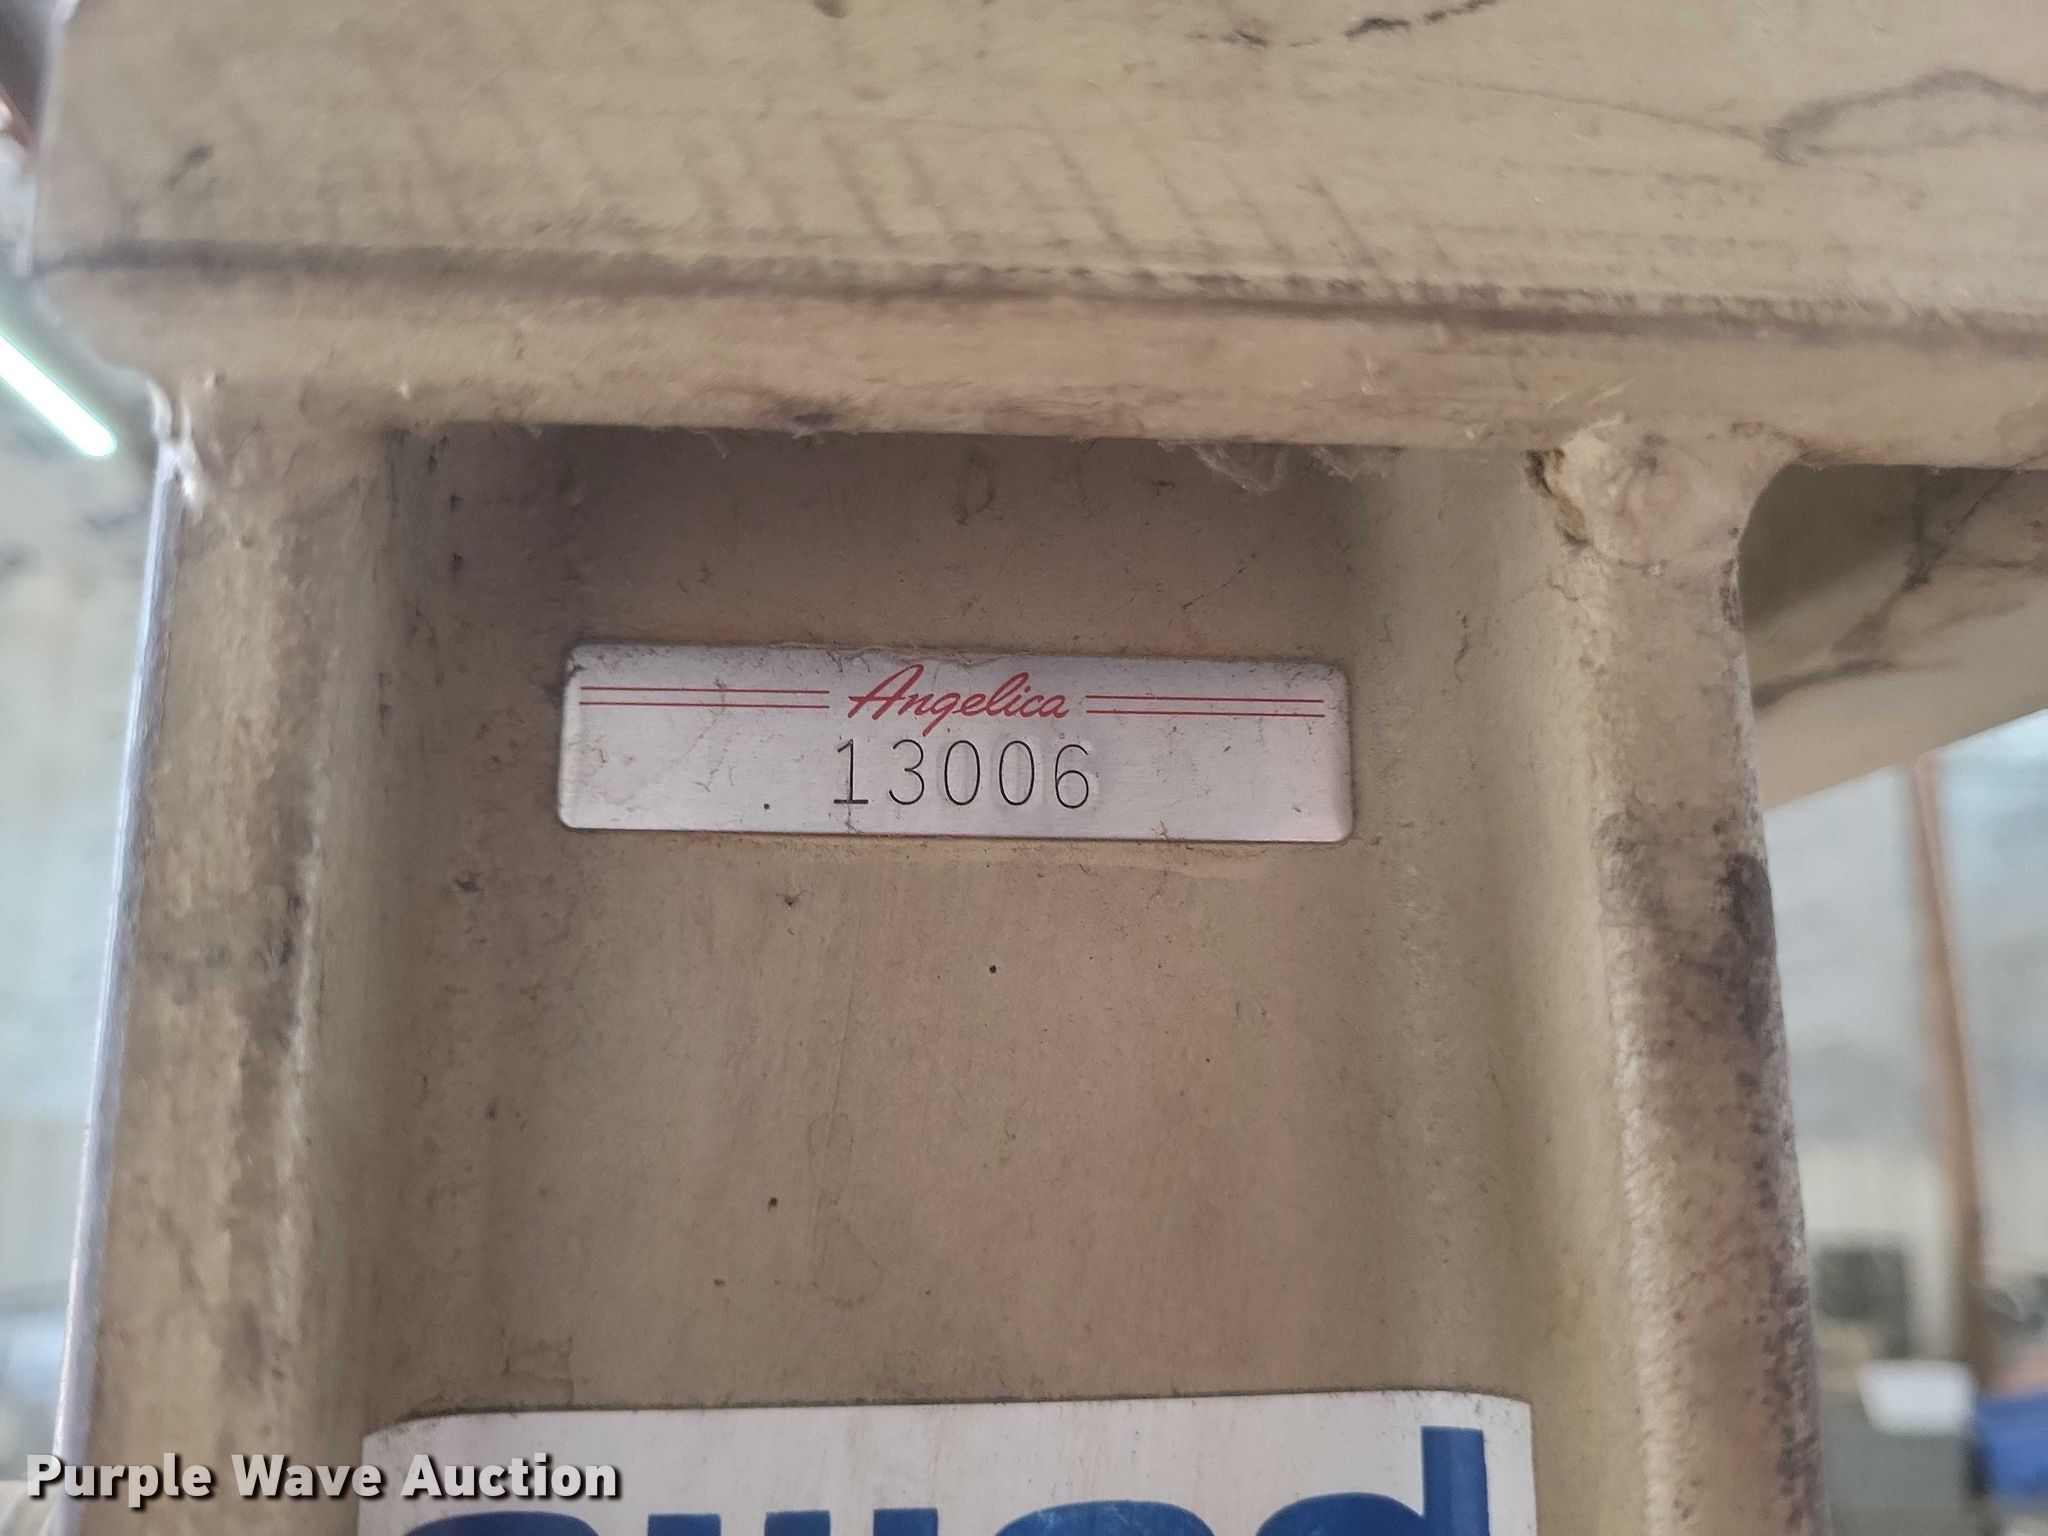 Angelica
13006
Purple Wave Auction